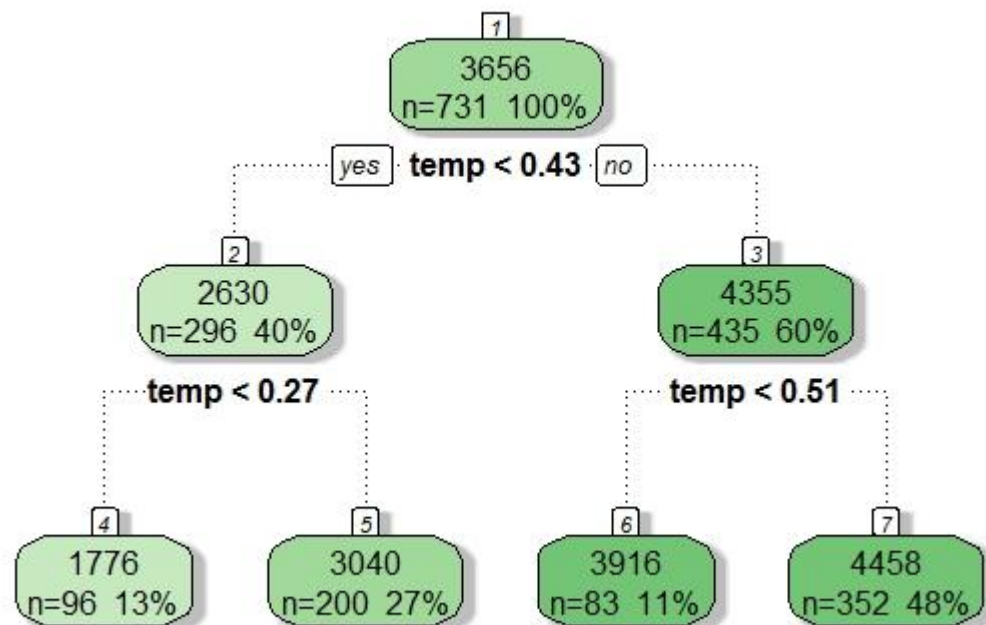 1
3656
n=731 100%
yes temp < 0.43 no
2
3
2630
4355
n=296 40%
n=435 60%
temp < 0.27
temp < 0.51
4
5
6
7
1776
3040
3916
4458
n=96 13%
n=200 27%
n=83 11%
n=352 48%